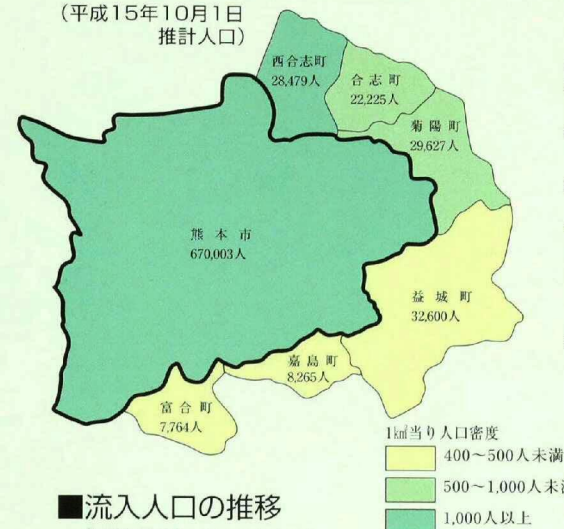 (平成15年10月1日
推計人口)
西合志町
28,479人
合志町
22,225人
菊陽町
29,627人
熊本市
670,003人
益城町
32,600人
嘉島町
8,265人
富合町
7,764人
1k㎡当り人口密度
400~500人未満
500~1,000人未満
1,000人以上
■流入人口の推移